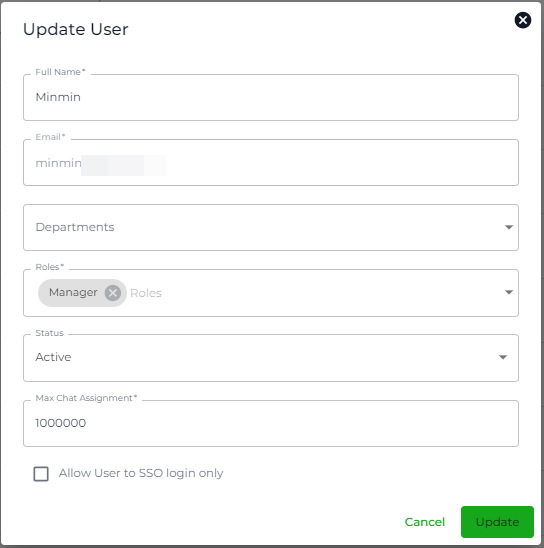 Update User
Full Name*
Minmin
Email*
minmin
Departments
Roles*
Manager Roles
Status
Active
Max Chat Assignment*
1000000
Allow User to SSO login only
Cancel Update